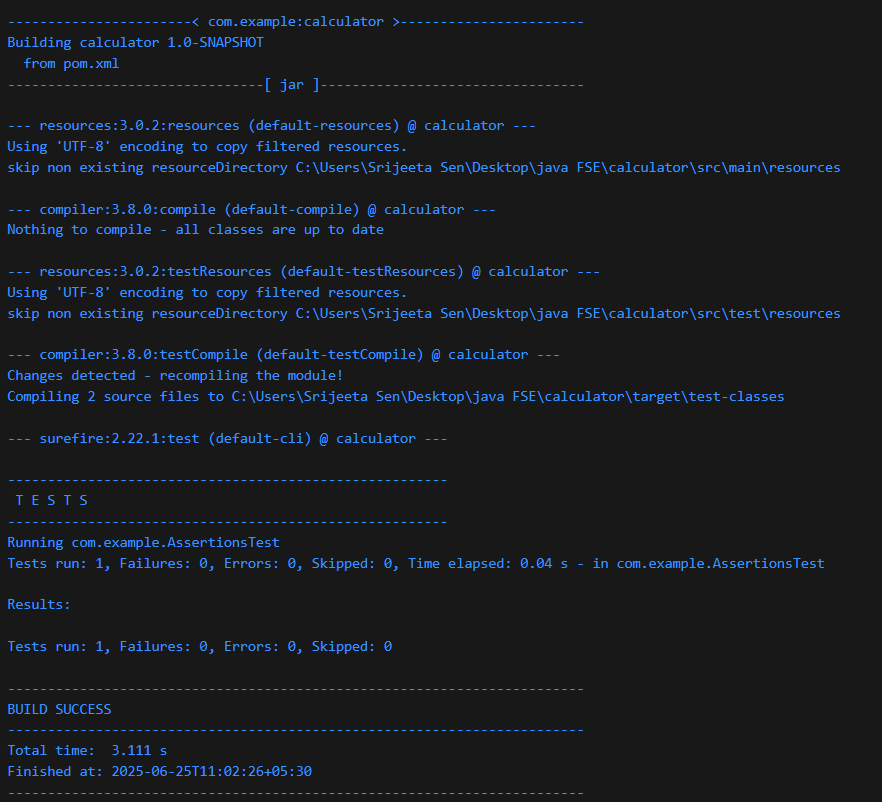 -----------------------< com.example:calculator >-----------------------
Building calculator 1.0-SNAPSHOT
  from pom.xml
--------------------------------[ jar ]---------------------------------

--- resources:3.0.2:resources (default-resources) @ calculator ---
Using 'UTF-8' encoding to copy filtered resources.
skip non existing resourceDirectory C:\Users\Srijeeta Sen\Desktop\java FSE\calculator\src\main\resources

--- compiler:3.8.0:compile (default-compile) @ calculator ---
Nothing to compile - all classes are up to date

--- resources:3.0.2:testResources (default-testResources) @ calculator ---
Using 'UTF-8' encoding to copy filtered resources.
skip non existing resourceDirectory C:\Users\Srijeeta Sen\Desktop\java FSE\calculator\src\test\resources

--- compiler:3.8.0:testCompile (default-testCompile) @ calculator ---
Changes detected - recompiling the module!
Compiling 2 source files to C:\Users\Srijeeta Sen\Desktop\java FSE\calculator\target\test-classes

--- surefire:2.22.1:test (default-cli) @ calculator ---

-------------------------------------------------------
 T E S T S
-------------------------------------------------------
Running com.example.AssertionsTest
Tests run: 1, Failures: 0, Errors: 0, Skipped: 0, Time elapsed: 0.04 s - in com.example.AssertionsTest

Results:

Tests run: 1, Failures: 0, Errors: 0, Skipped: 0

------------------------------------------------------------------------
BUILD SUCCESS
------------------------------------------------------------------------
Total time:  3.111 s
Finished at: 2025-06-25T11:02:26+05:30
------------------------------------------------------------------------